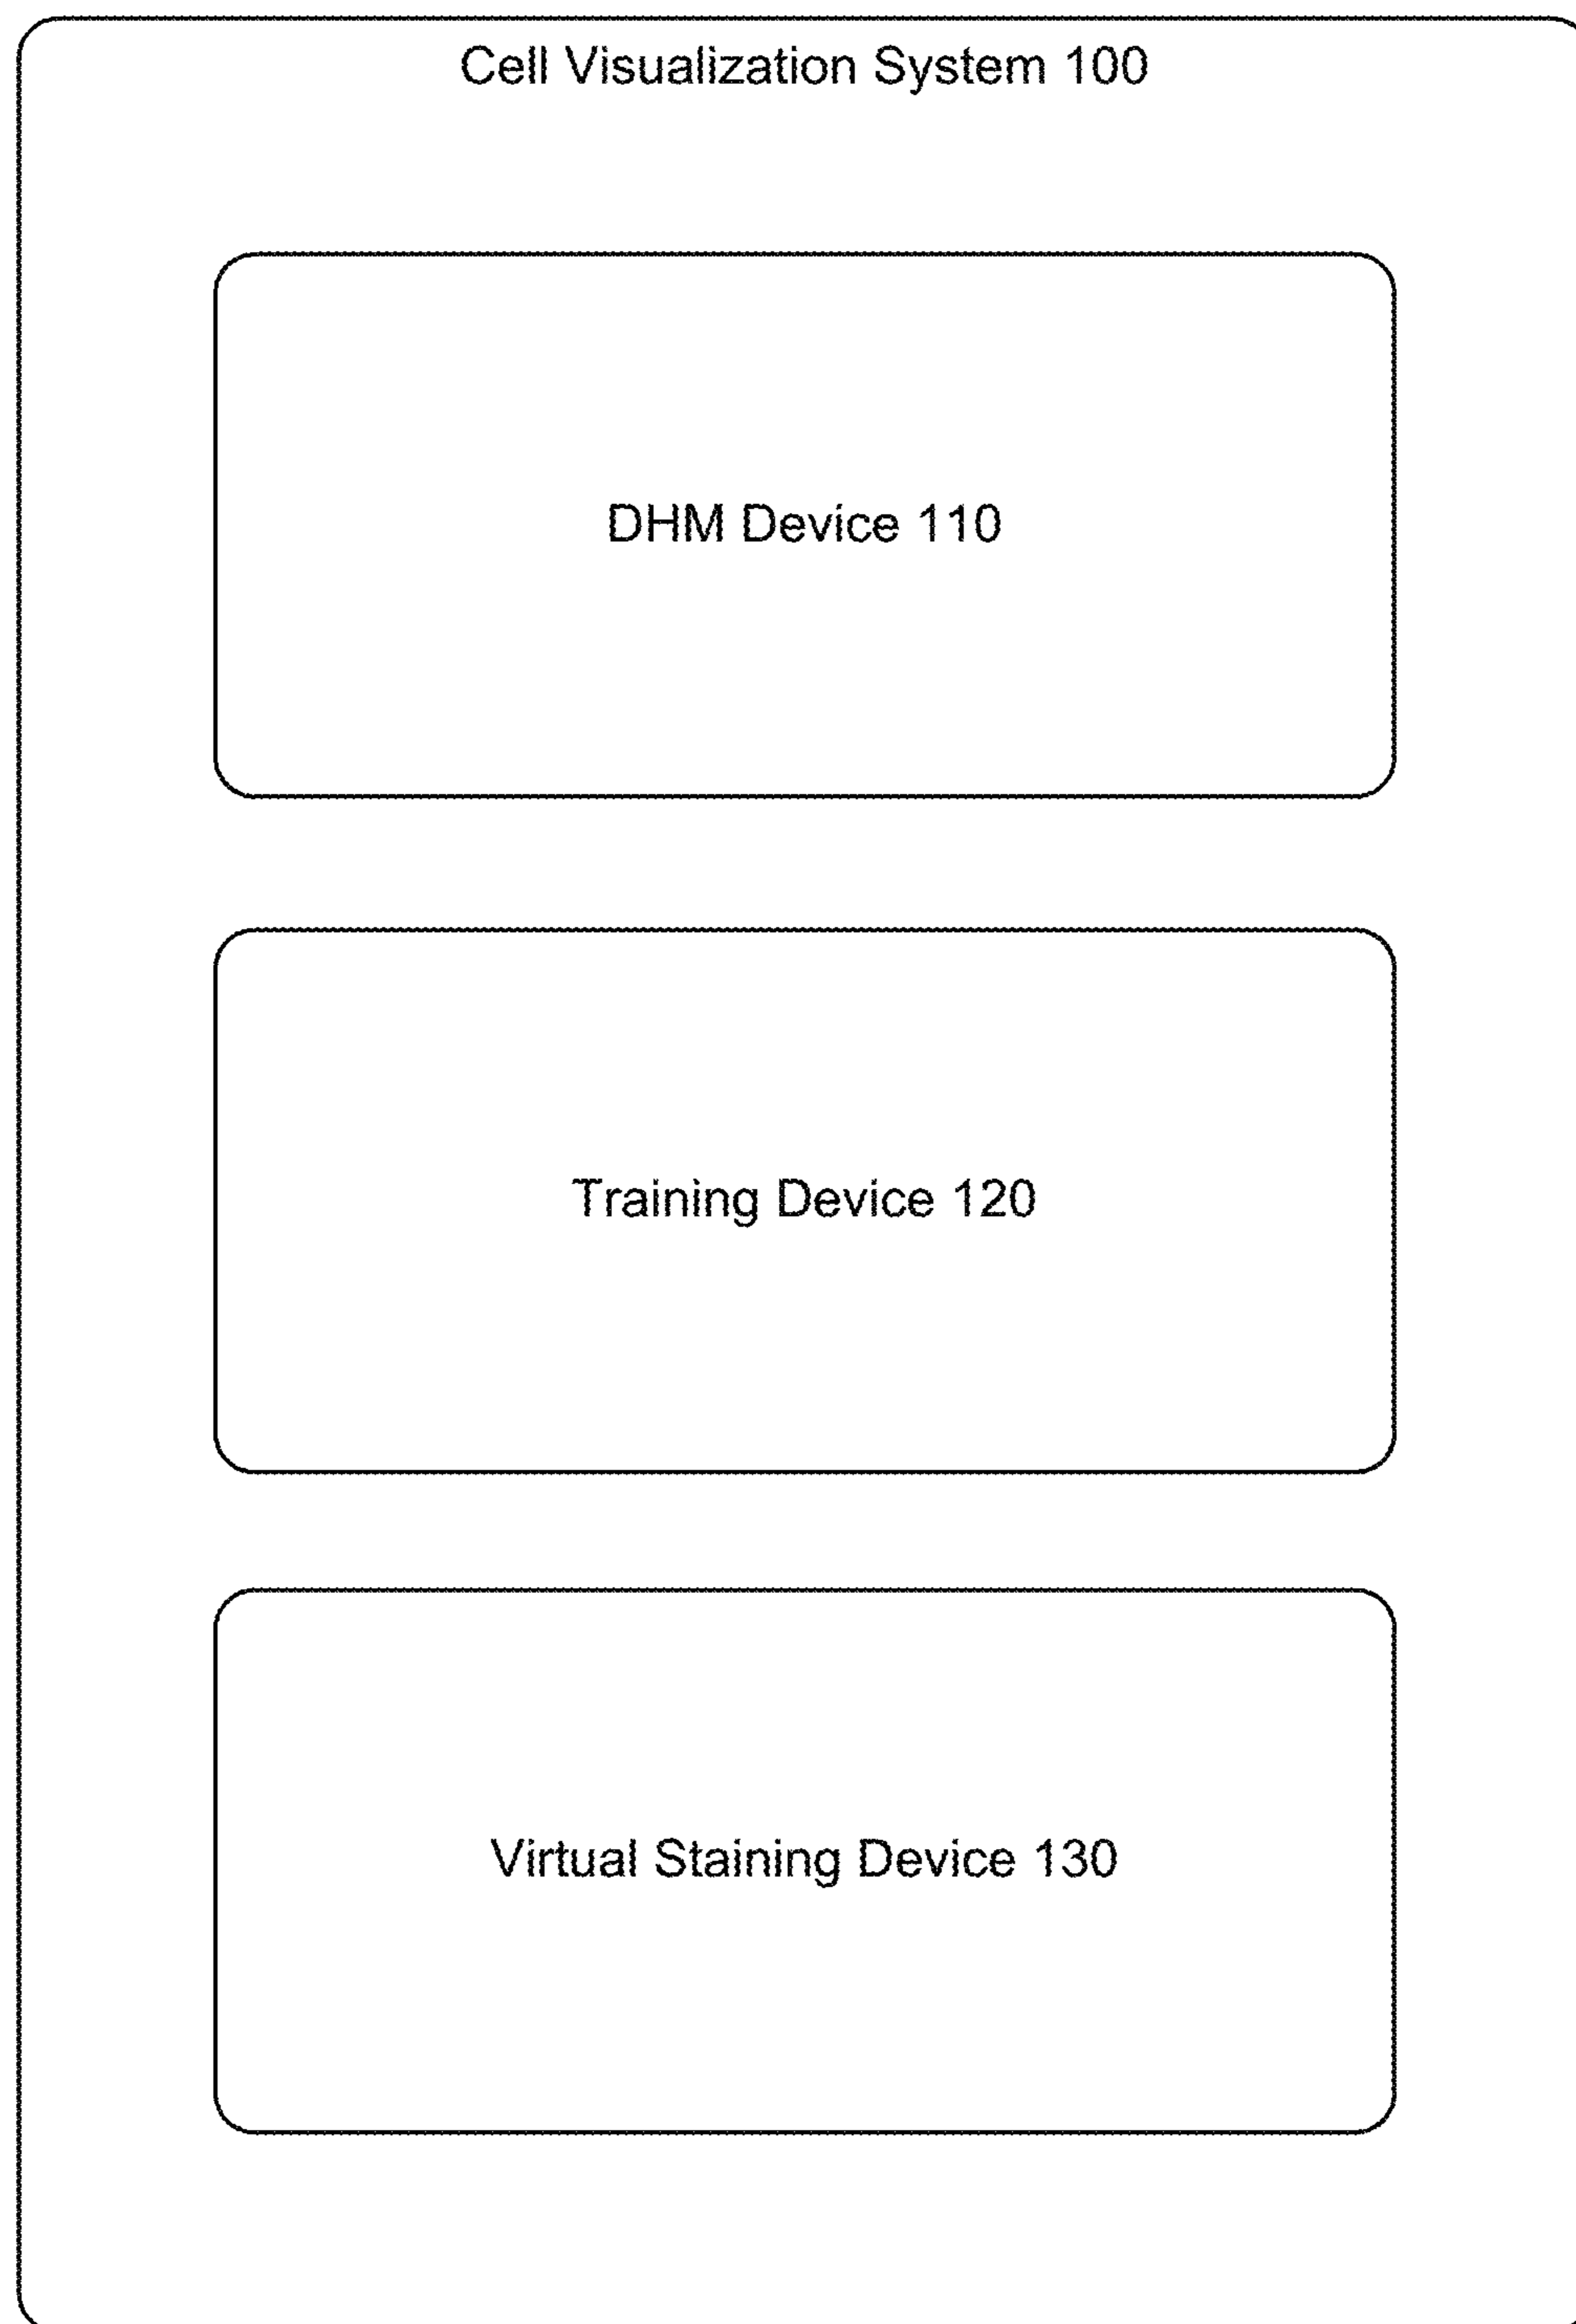 Cell Visualization System 100
DHM Device 110
Training Device 120
Virtual Staining Device 130